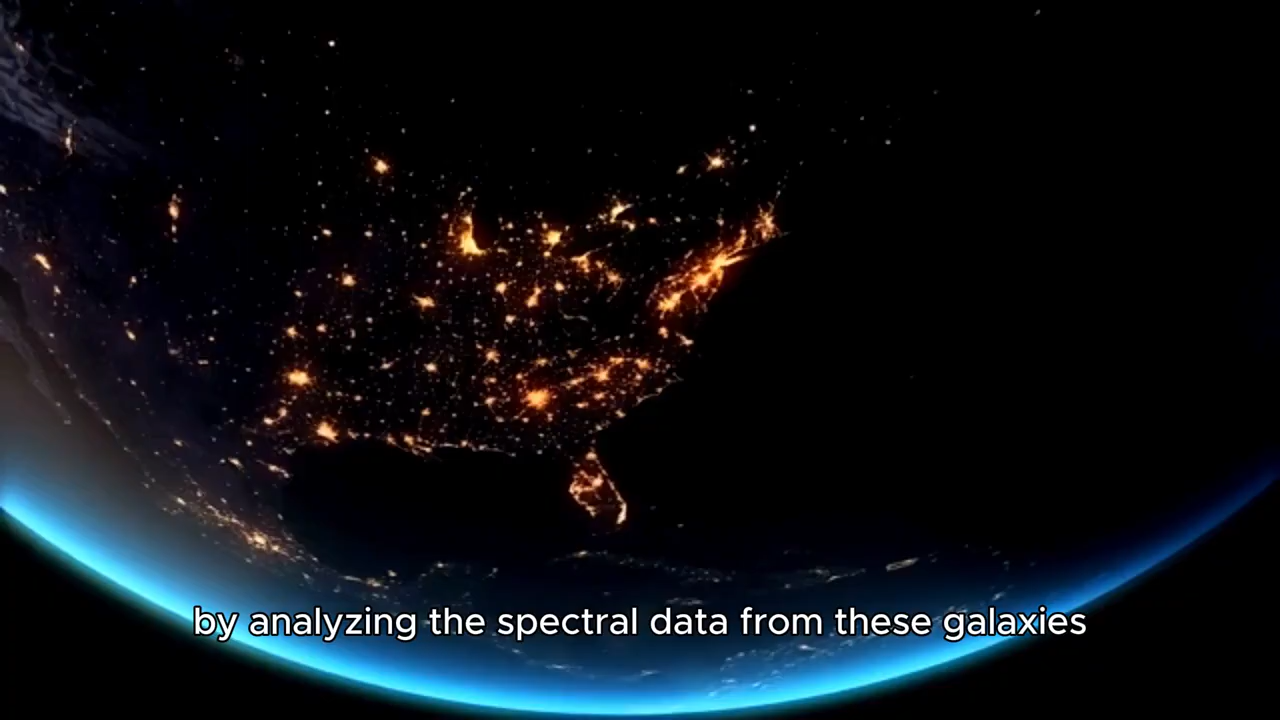 by analyzing the spectral data from these galaxies